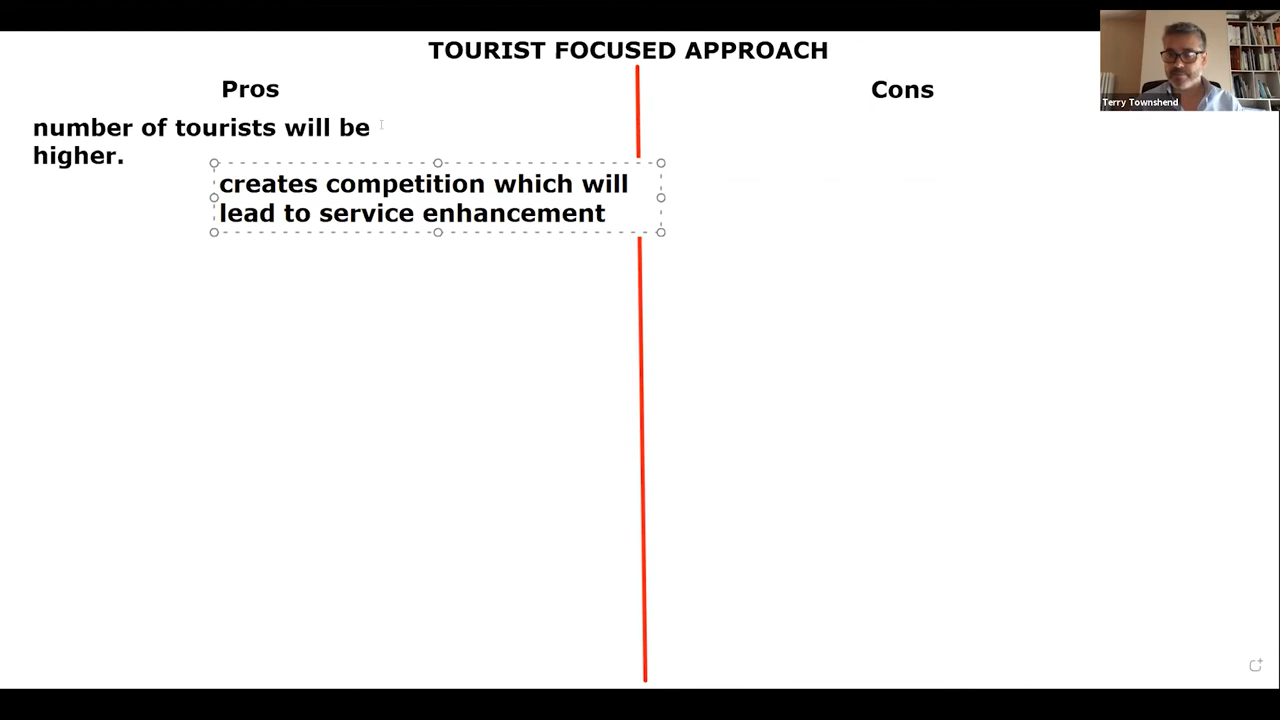 TOURIST FOCUSED APPROACH
Pros
Cons
number of tourists will be
higher.
creates competition which will
lead to service enhancement
Terry Townshend